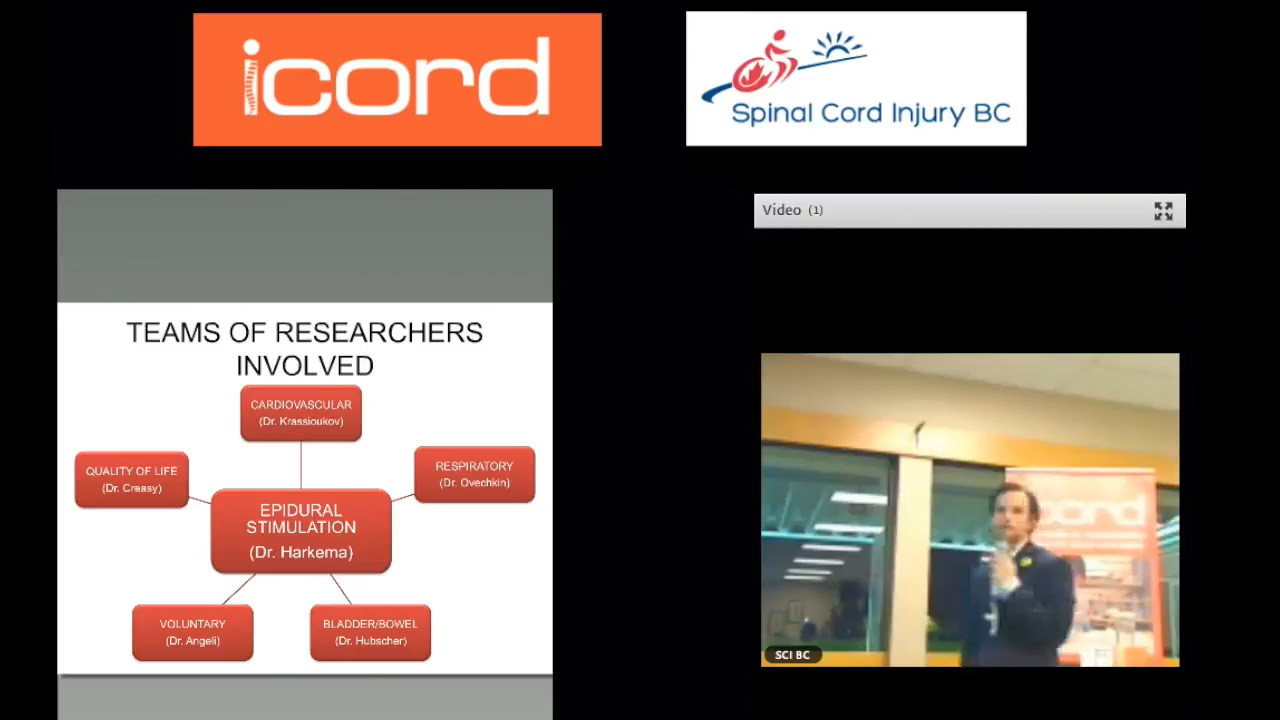 icord
Spinal Cord Injury BC
Video (1)
TEAMS OF RESEARCHERS
INVOLVED
CARDIOVASCULAR
(Dr. Krassioukov)
QUALITY OF LIFE
(Dr. Creasy)
RESPIRATORY
(Dr. Ovechkin)
EPIDURAL
STIMULATION
(Dr. Harkema)
VOLUNTARY
(Dr. Angeli)
BLADDER/BOWEL
(Dr. Hubscher)
cord
SCI BC